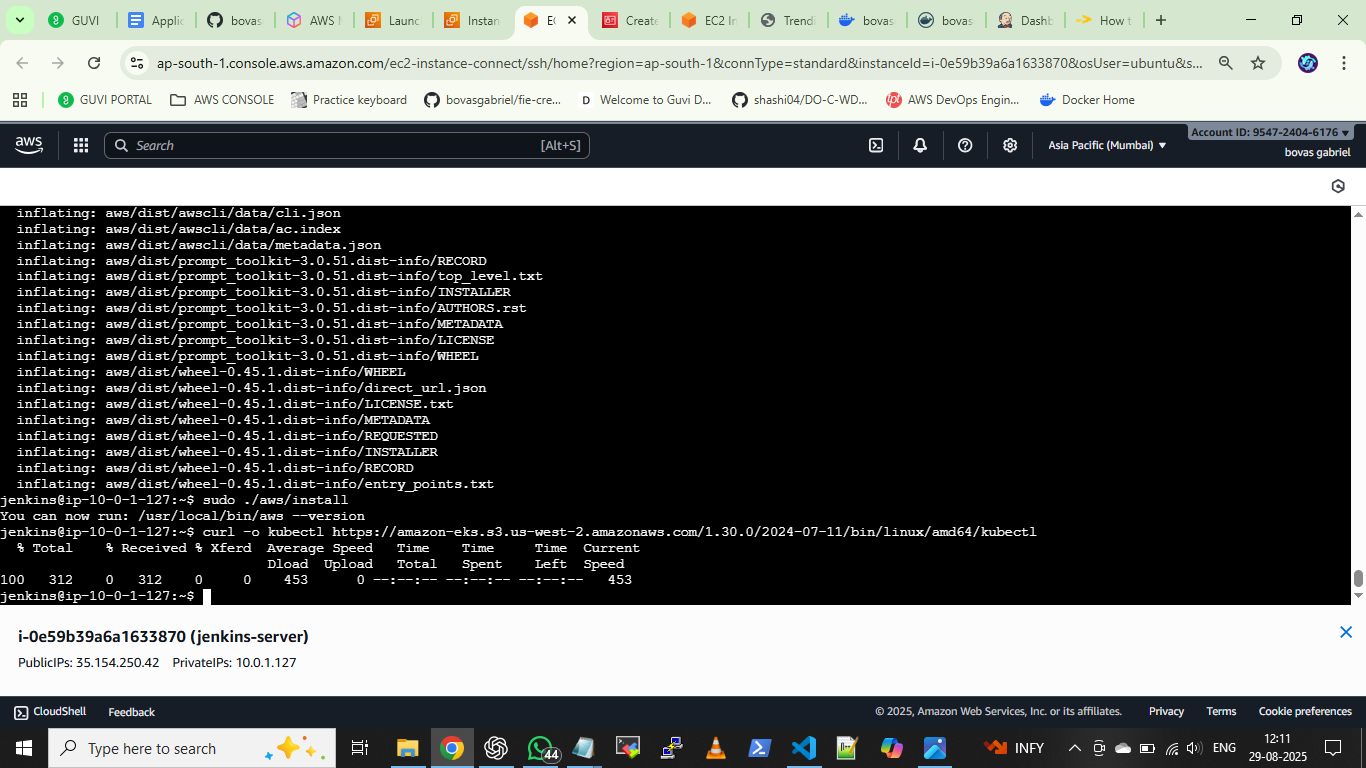 GUVI
Applic
bovas
AWS M
Launc
Instan
EC
Create
EC2 In
Trendi
bovas
bovas
Dashb
How t
ap-south-1.console.aws.amazon.com/ec2-instance-connect/ssh/home?region=ap-south-1&connType=standard&instanceId=i-0e59b39a6a1633870&osUser=ubuntu&s...
GUVI PORTAL
AWS CONSOLE
Practice keyboard
bovasgabriel/fie-cre...
Welcome to Guvi D...
shashi04/DO-C-WD...
AWS DevOps Engin...
Docker Home
aws
Search
[Alt+S]
Asia Pacific (Mumbai)
Account ID: 9547-2404-6176
bovas gabriel
inflating: aws/dist/awscli/data/cli.json
inflating: aws/dist/awscli/data/ac.index
inflating: aws/dist/awscli/data/metadata.json
inflating: aws/dist/prompt_toolkit-3.0.51.dist-info/RECORD
inflating: aws/dist/prompt_toolkit-3.0.51.dist-info/top_level.txt
inflating: aws/dist/prompt_toolkit-3.0.51.dist-info/INSTALLER
inflating: aws/dist/prompt_toolkit-3.0.51.dist-info/AUTHORS.rst
inflating: aws/dist/prompt_toolkit-3.0.51.dist-info/METADATA
inflating: aws/dist/prompt_toolkit-3.0.51.dist-info/LICENSE
inflating: aws/dist/prompt_toolkit-3.0.51.dist-info/WHEEL
inflating: aws/dist/wheel-0.45.1.dist-info/WHEEL
inflating: aws/dist/wheel-0.45.1.dist-info/direct_url.json
inflating: aws/dist/wheel-0.45.1.dist-info/LICENSE.txt
inflating: aws/dist/wheel-0.45.1.dist-info/METADATA
inflating: aws/dist/wheel-0.45.1.dist-info/REQUESTED
inflating: aws/dist/wheel-0.45.1.dist-info/INSTALLER
inflating: aws/dist/wheel-0.45.1.dist-info/RECORD
inflating: aws/dist/wheel-0.45.1.dist-info/entry_points.txt
jenkins@ip-10-0-1-127:~$ sudo ./aws/install
You can now run: /usr/local/bin/aws --version
jenkins@ip-10-0-1-127:~$ curl -o kubectl https://amazon-eks.s3.us-west-2.amazonaws.com/1.30.0/2024-07-11/bin/linux/amd64/kubectl
% Total % Received % Xferd Average Speed Time Time Time Current
Dload Upload Total Spent Left Speed
100 312 0 312 0 0 453 0 --:--:-- --:--:-- --:--:-- 453
jenkins@ip-10-0-1-127:~$
i-0e59b39a6a1633870 (jenkins-server)
PublicIPs: 35.154.250.42 PrivateIPs: 10.0.1.127
CloudShell
Feedback
© 2025, Amazon Web Services, Inc. or its affiliates.
Privacy
Terms
Cookie preferences
Type here to search
44
INFY
ENG
12:11
29-08-2025